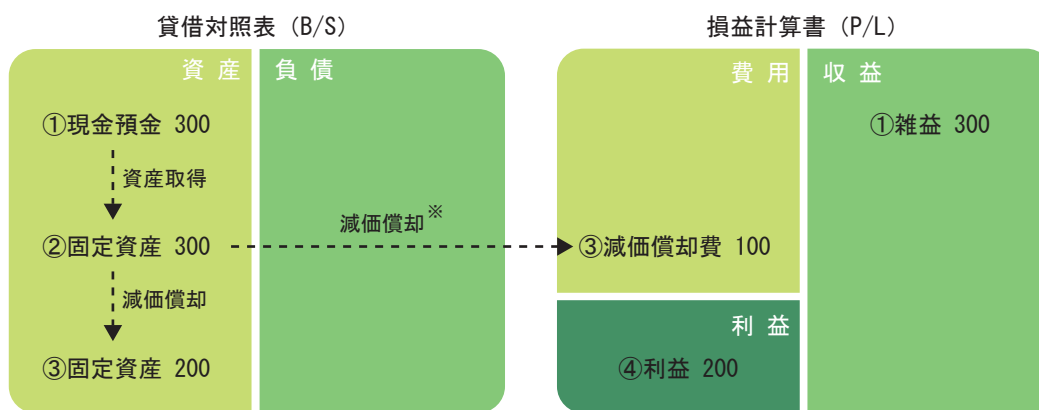 貸借対照表（B/S）
資 産
負 債
①現金預金 300
資産取得
②固定資産 300
減価償却
③固定資産 200
減価償却※
損益計算書（P/L）
費 用
収 益
①雑益 300
③減価償却費 100
利 益
④利益 200